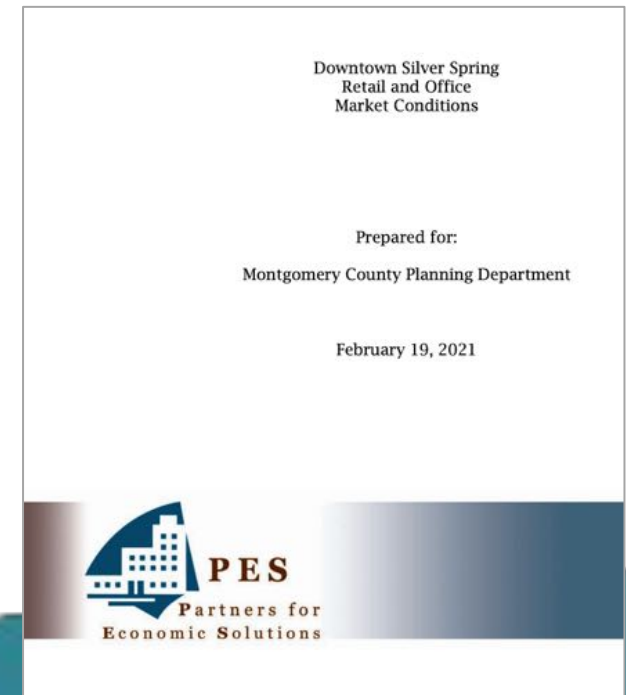 Downtown Silver Spring
Retail and Office
Market Conditions
Prepared for:
Montgomery County Planning Department
February 19, 2021
PES
Partners for
Economic Solutions